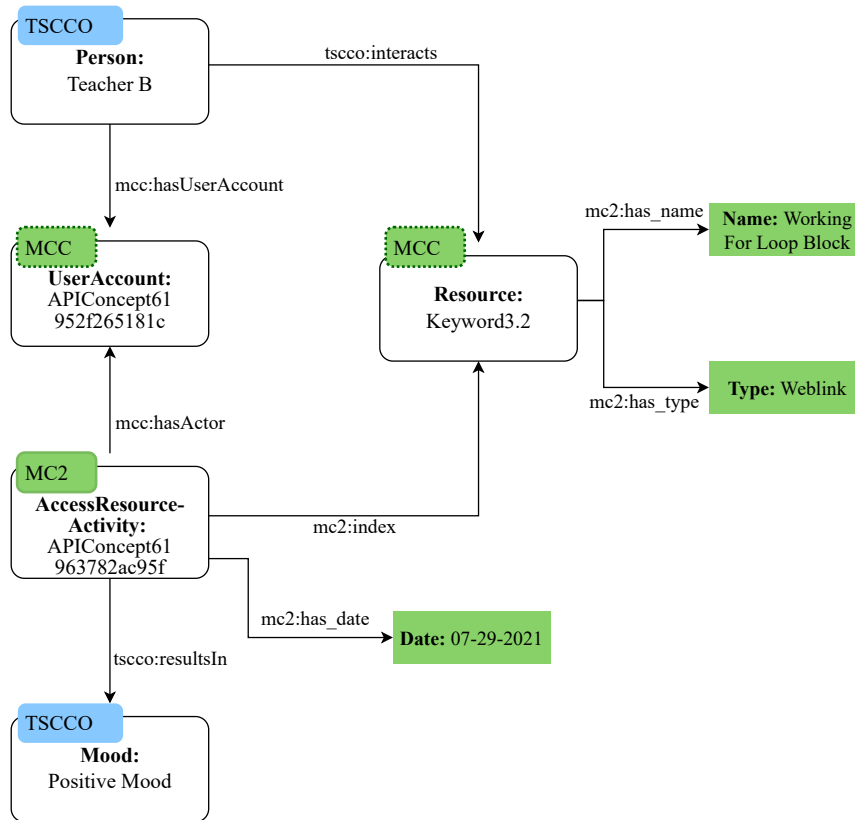 TSCCO
Person:
Teacher B
tscco:interacts
mcc:hasUserAccount
MCC
UserAccount:
APIConcept61
952f265181c
MCC
Resource:
Keyword3.2
mc2:has_name
Name: Working
For Loop Block
mc2:has_type
Type: Weblink
mcc:hasActor
MC2
AccessResource-
Activity:
APIConcept61
963782ac95f
mc2:index
mc2:has_date
Date: 07-29-2021
tscco:resultsIn
TSCCO
Mood:
Positive Mood